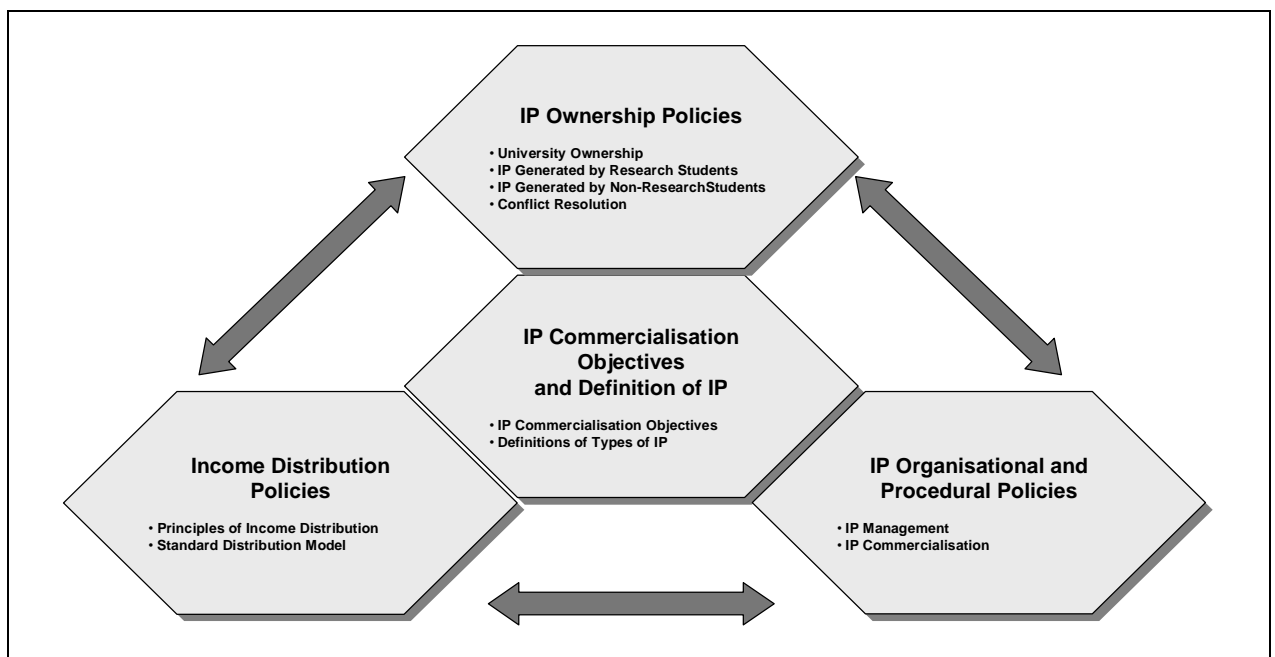 IP Ownership Policies
• University Ownership
• IP Generated by Research Students
• IP Generated by Non-ResearchStudents
• Conflict Resolution
IP Commercialisation
Objectives
and Definition of IP
• IP Commercialisation Objectives
• Definitions of Types of IP
Income Distribution
Policies
• Principles of Income Distribution
• Standard Distribution Model
IP Organisational and
Procedural Policies
• IP Management
• IP Commercialisation